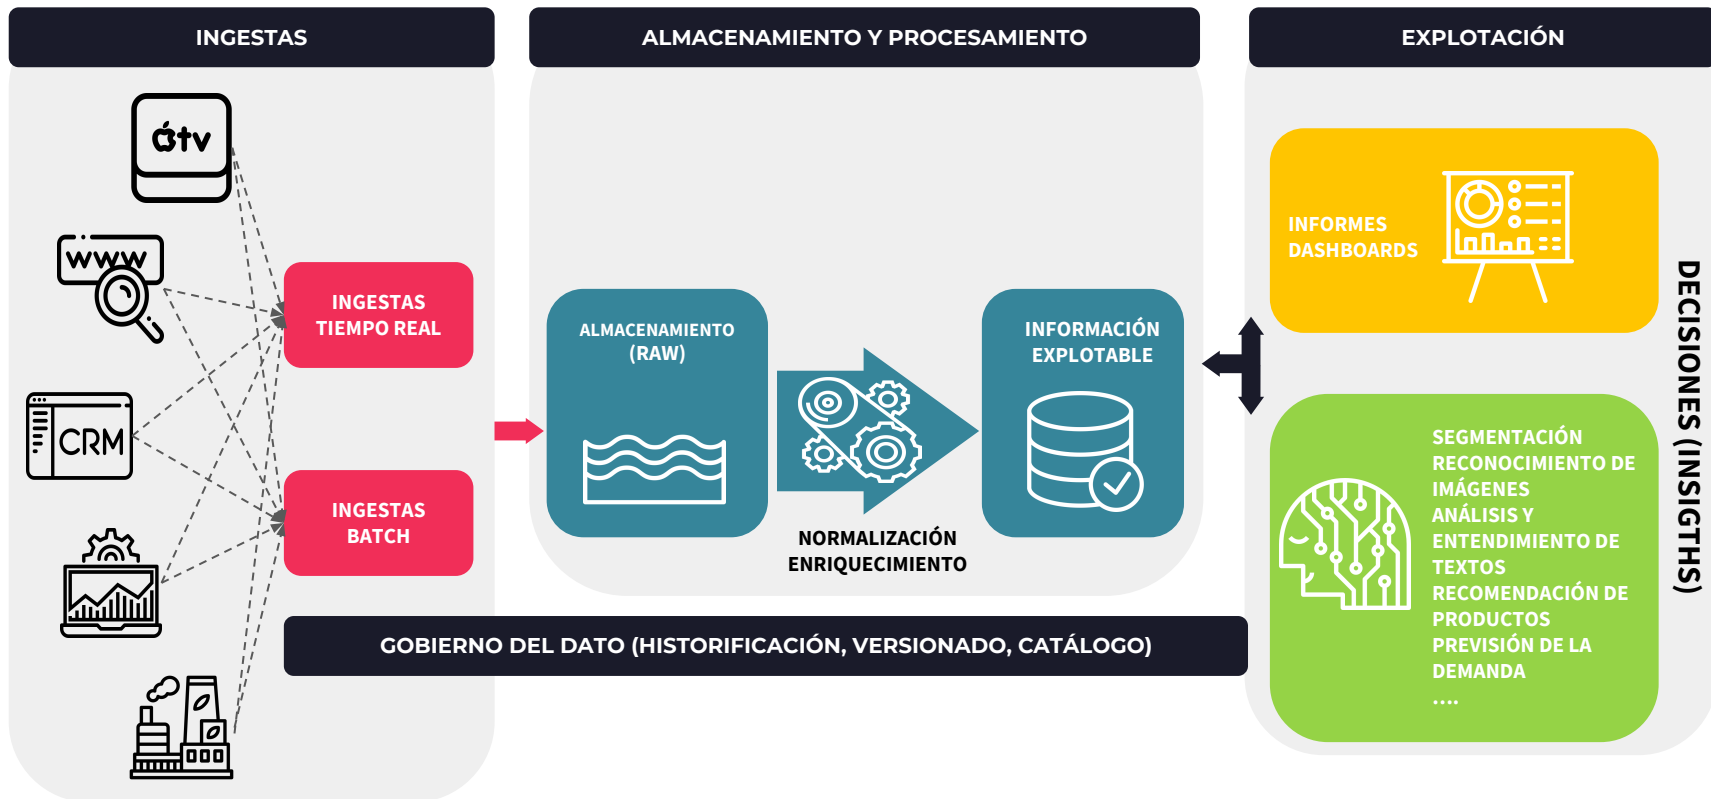 INGESTAS
ALMACENAMIENTO Y PROCESAMIENTO
EXPLOTACIÓN
tv
WWW
CRM
INGESTAS
TIEMPO REAL
INGESTAS
BATCH
ALMACENAMIENTO
(RAW)
NORMALIZACIÓN
ENRIQUECIMIENTO
INFORMACIÓN
EXPLOTABLE
GOBIERNO DEL DATO (HISTORIFICACIÓN, VERSIONADO, CATÁLOGO)
INFORMES
DASHBOARDS
SEGMENTACIÓN
RECONOCIMIENTO DE
IMÁGENES
ANÁLISIS Y
ENTENDIMIENTO DE
TEXTOS
RECOMENDACIÓN DE
PRODUCTOS
PREVISIÓN DE LA
DEMANDA
....
DECISIONES (INSIGTHS)